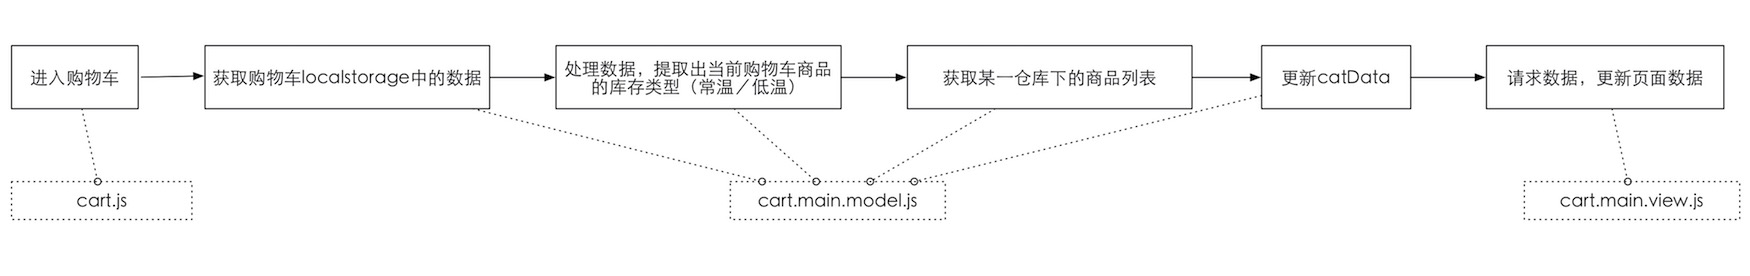 进入购物车
获取购物车localstorage中的数据
处理数据，提取出当前购物车商品
的库存类型（常温／低温）
获取某一仓库下的商品列表
更新catData
请求数据，更新页面数据
cart.js
cart.main.model.js
cart.main.view.js